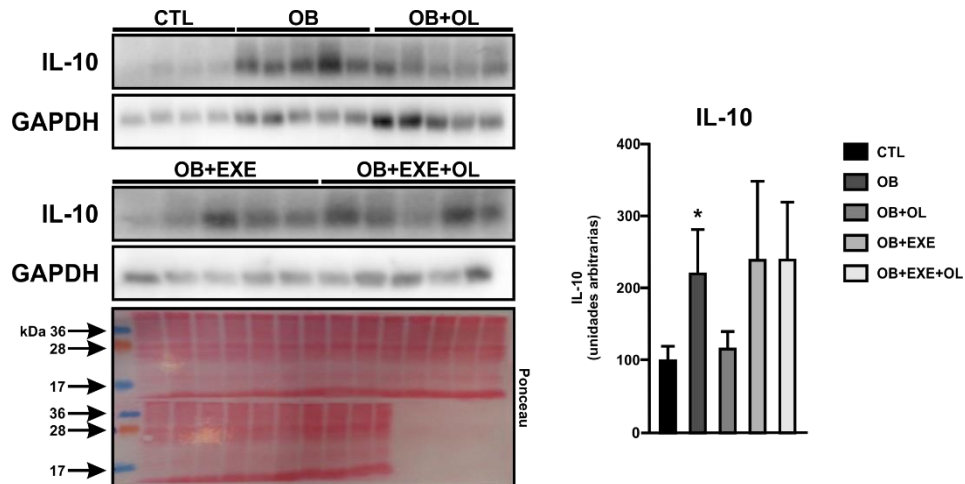 CTL OB OB+OL
IL-10
GAPDH
OB+EXE OB+EXE+OL
IL-10
GAPDH
kDa 36
28
17
36
28
17
Ponceau
IL-10
400
300
200
100
0
IL-10
(unidades arbitrarias)
*
CTL
OB
OB+OL
OB+EXE
OB+EXE+OL